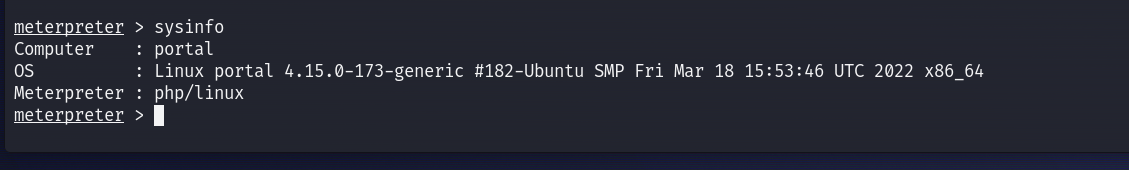 meterpreter > sysinfo
Computer    : portal
OS          : Linux portal 4.15.0-173-generic #182-Ubuntu SMP Fri Mar 18 15:53:46 UTC 2022 x86_64
Meterpreter : php/linux
meterpreter >